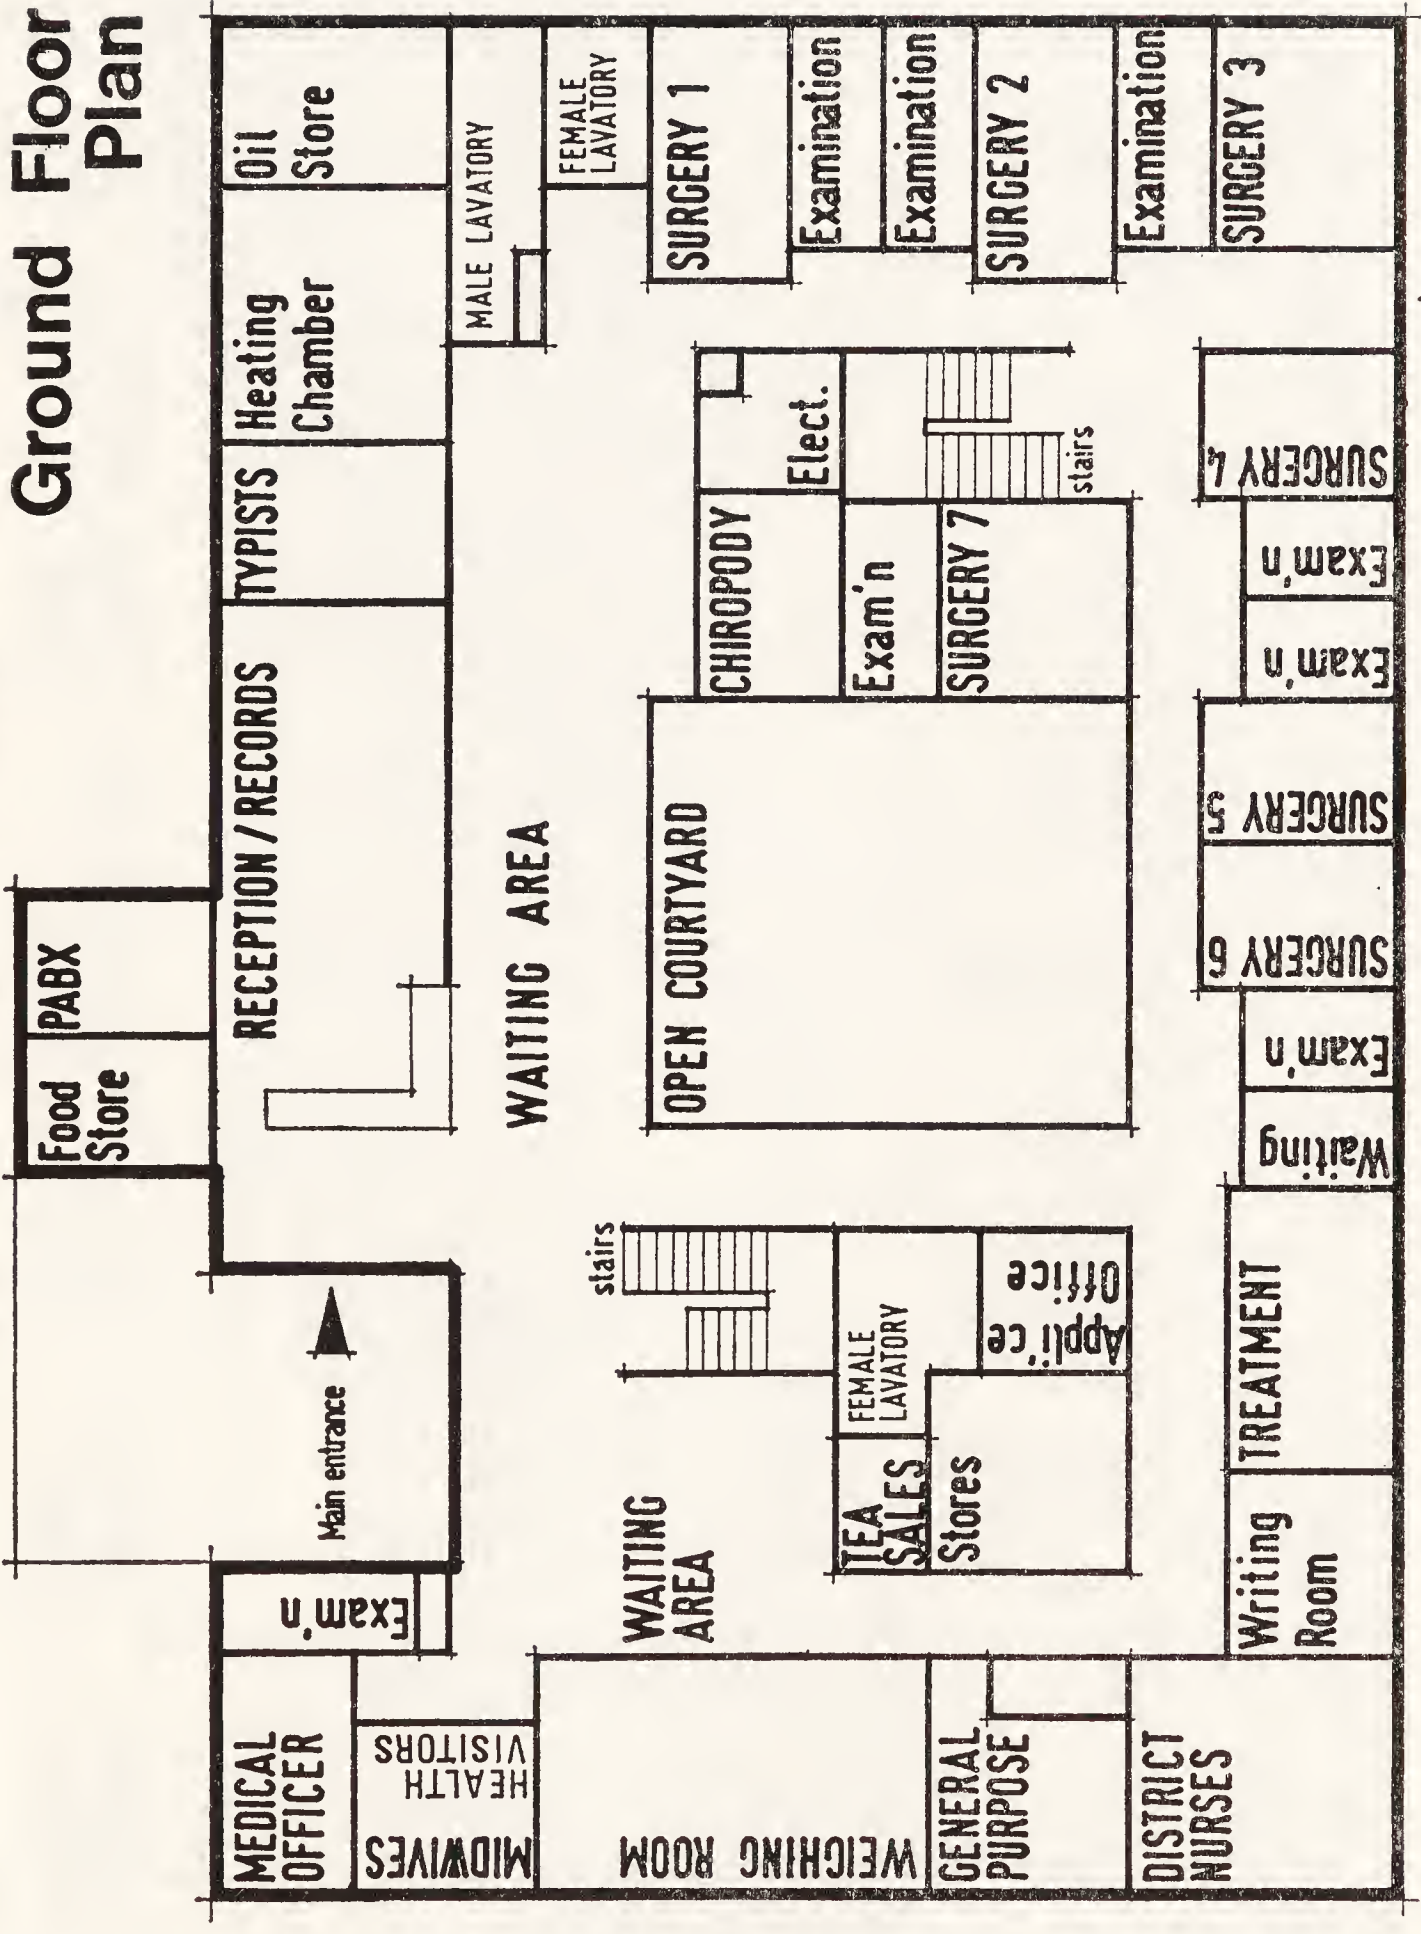 Ground Floor
Plan
Food
Store
PABX
Main entrance
MEDICAL
OFFICER
Exam'n
RECEPTION / RECORDS
TYPISTS
Heating
Chamber
Oil
Store
HEALTH
VISITORS
MIDWIVES
MALE LAVATORY
FEMALE
LAVATORY
WAITING AREA
stairs
WEIGHING ROOM
WAITING
AREA
OPEN COURTYARD
CHIROPODY
Elect.
SURGERY 1
Examination
Examination
SURGERY 2
Examination
SURGERY 3
TEA
SALES
FEMALE
LAVATORY
Exam'n
SURGERY 7
stairs
GENERAL
PURPOSE
Stores
Appli'ce
Office
DISTRICT
NURSES
Writing
Room
TREATMENT
Waiting
Exam'n
SURGERY 6
SURGERY 5
Exam'n
Exam'n
SURGERY 4